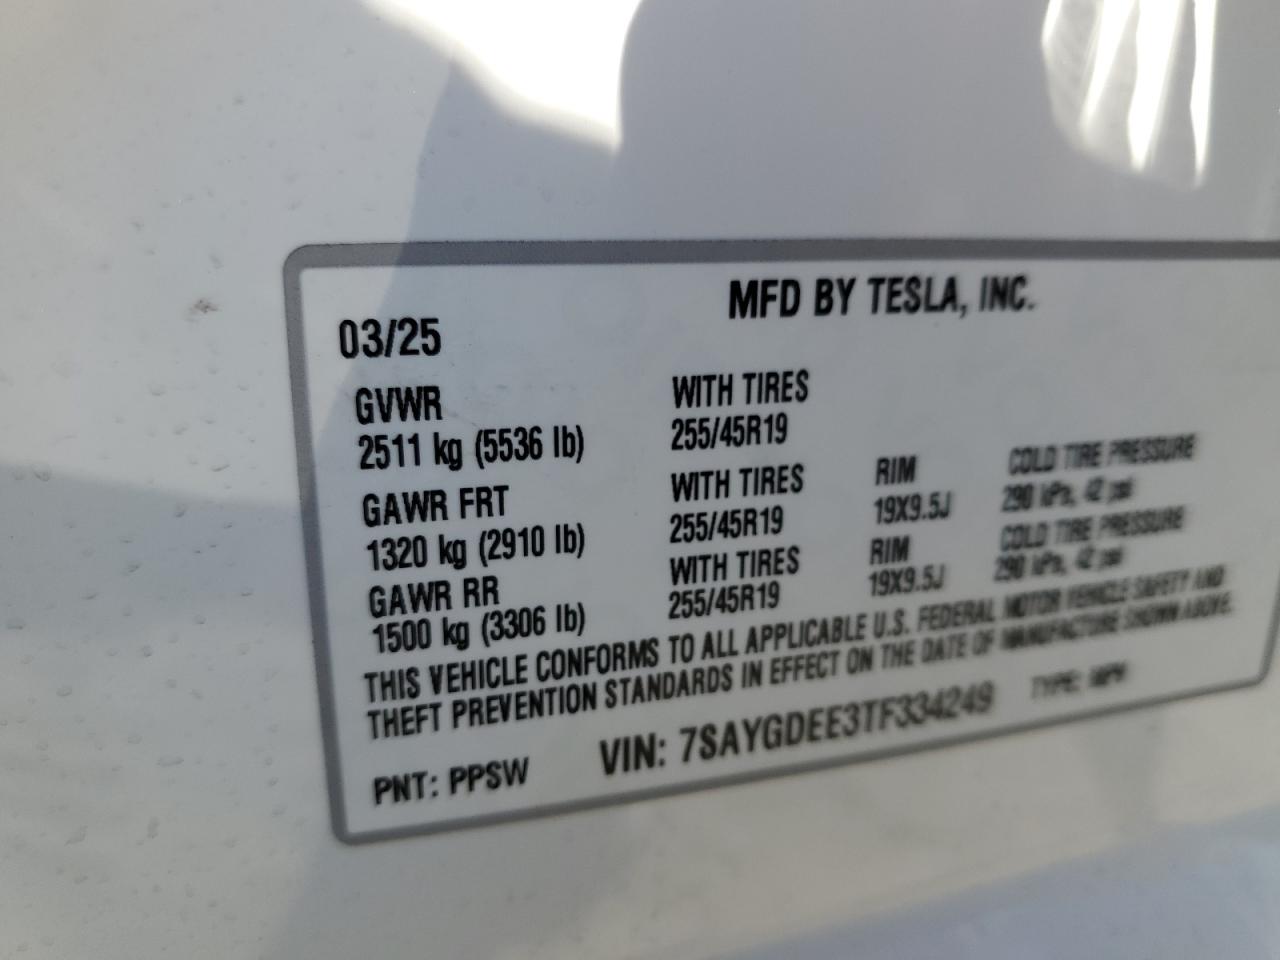 MFD BY TESLA, INC.
03/25
GVWR WITH TIRES
2511 kg (5536 lb) 255/45R19
GAWR FRT WITH TIRES RIM COLD TIRE PRESSURE
1320 kg (2910 lb) 255/45R19 19X9.5J 290 kPa, 42 psi
GAWR RR WITH TIRES RIM COLD TIRE PRESSURE
1500 kg (3306 lb) 255/45R19 19X9.5J 290 kPa, 42 psi
THIS VEHICLE CONFORMS TO ALL APPLICABLE U.S. FEDERAL MOTOR VEHICLE SAFETY AND
THEFT PREVENTION STANDARDS IN EFFECT ON THE DATE OF MANUFACTURE SHOWN ABOVE.
PNT: PPSW VIN: 7SAYGDEE3TF334249 TYPE: MPV